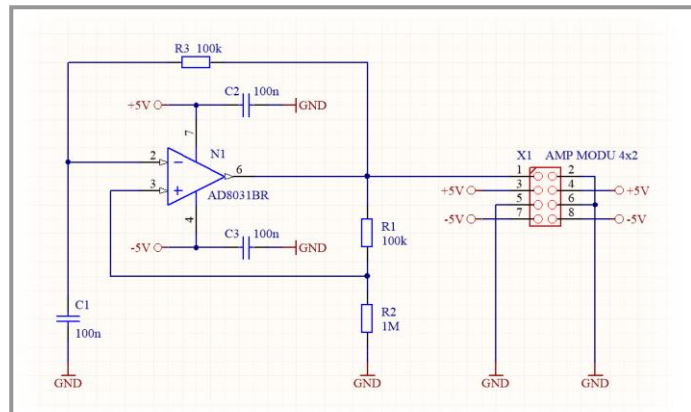 R3 100k
C2 100n
+5V
GND
7
N1
X1 AMP MODU 4x2
2
6
1
2
3
AD8031BR
+5V
3
4
+5V
5
6
4
R1
-5V
7
8
-5V
C3 100n
100k
-5V
GND
C1
R2
100n
1M
GND
GND
GND
GND